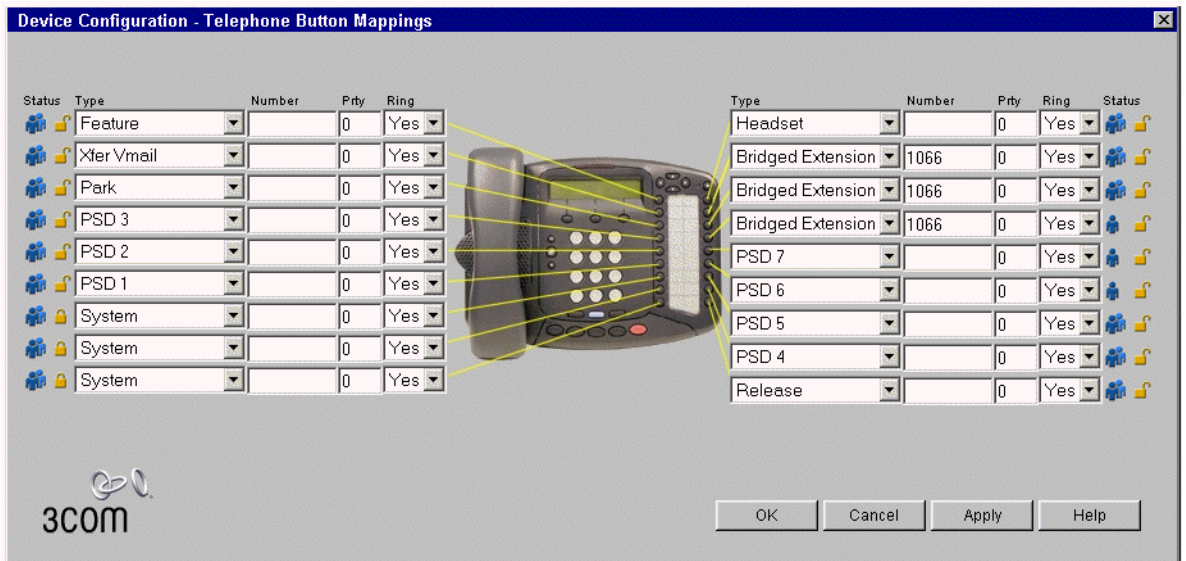 Device Configuration - Telephone Button Mappings
Status Type Number Prty Ring
Feature 0 Yes
Xfer Vmail 0 Yes
Park 0 Yes
PSD 3 0 Yes
PSD 2 0 Yes
PSD 1 0 Yes
System 0 Yes
System 0 Yes
System 0 Yes
Type Number Prty Ring Status
Headset 0 Yes
Bridged Extension 1066 0 Yes
Bridged Extension 1066 0 Yes
Bridged Extension 1066 0 Yes
PSD 7 0 Yes
PSD 6 0 Yes
PSD 5 0 Yes
PSD 4 0 Yes
Release 0 Yes
3COM
OK Cancel Apply Help